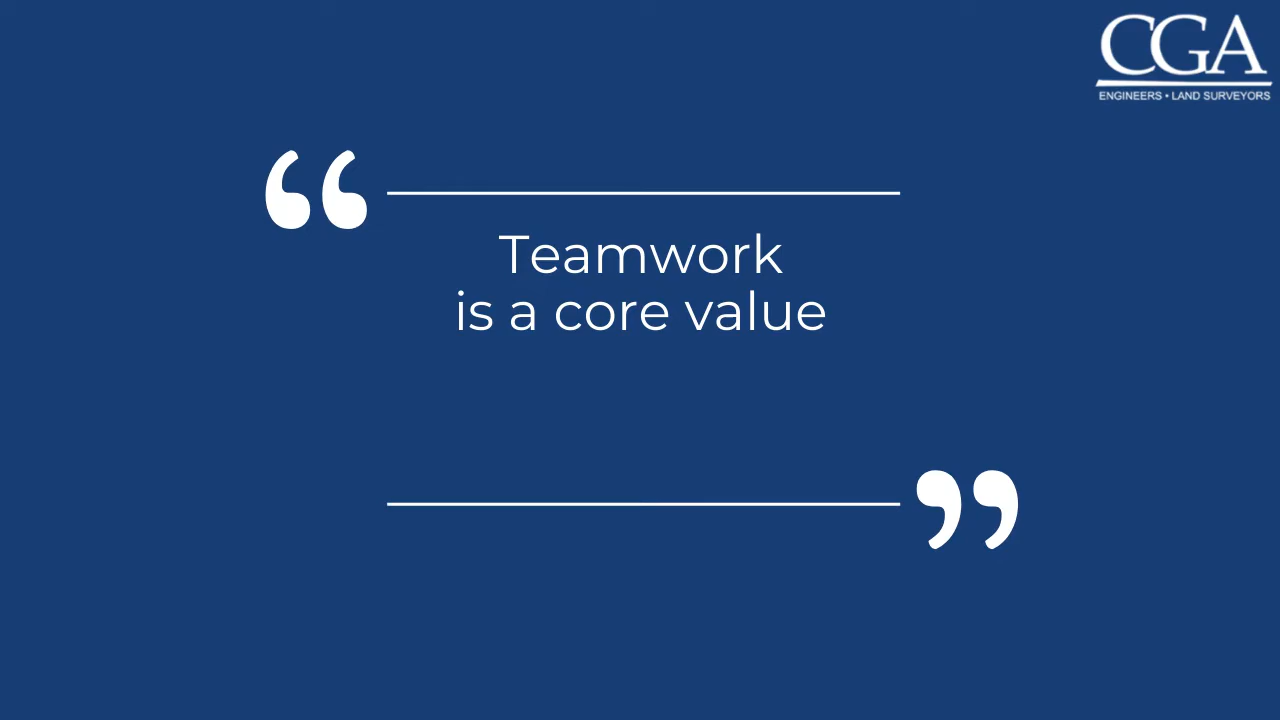 CGA
ENGINEERS • LAND SURVEYORS
“
Teamwork
is a core value
”